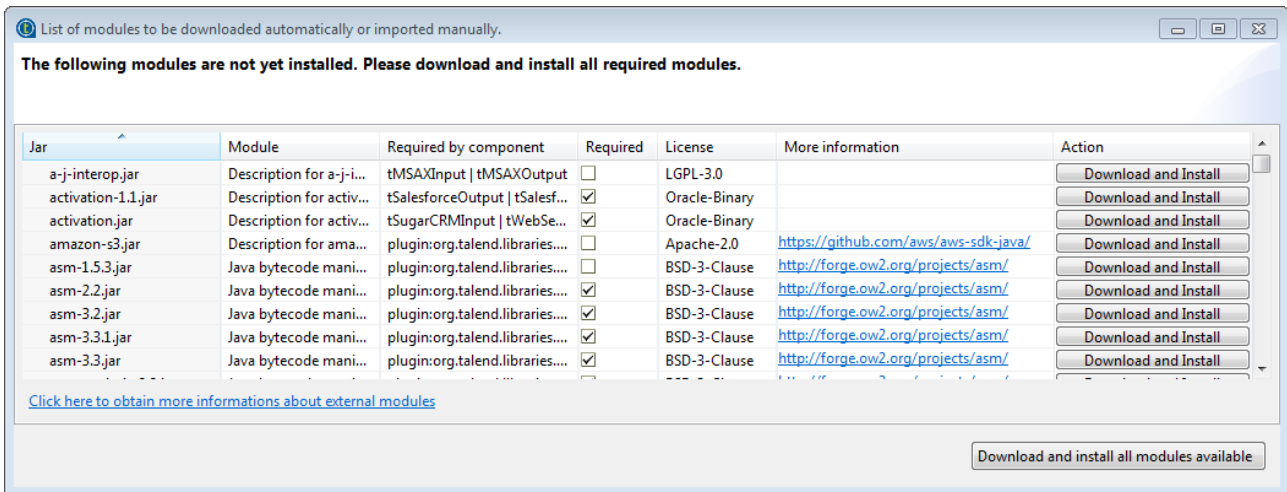 List of modules to be downloaded automatically or imported manually.
The following modules are not yet installed. Please download and install all required modules.
Jar Module Required by component Required License More information Action
a-j-interop.jar Description for a-j-i... tMSAXInput | tMSAXOutput LGPL-3.0 Download and Install
activation-1.1.jar Description for activ... tSalesforceOutput | tSalesf... Oracle-Binary Download and Install
activation.jar Description for activ... tSugarCRMInput | tWebSe... Oracle-Binary Download and Install
amazon-s3.jar Description for ama... plugin:org.talend.libraries.... Apache-2.0 https://github.com/aws/aws-sdk-java/ Download and Install
asm-1.5.3.jar Java bytecode mani... plugin:org.talend.libraries.... BSD-3-Clause http://forge.ow2.org/projects/asm/ Download and Install
asm-2.2.jar Java bytecode mani... plugin:org.talend.libraries.... BSD-3-Clause http://forge.ow2.org/projects/asm/ Download and Install
asm-3.2.jar Java bytecode mani... plugin:org.talend.libraries.... BSD-3-Clause http://forge.ow2.org/projects/asm/ Download and Install
asm-3.3.1.jar Java bytecode mani... plugin:org.talend.libraries.... BSD-3-Clause http://forge.ow2.org/projects/asm/ Download and Install
asm-3.3.jar Java bytecode mani... plugin:org.talend.libraries.... BSD-3-Clause http://forge.ow2.org/projects/asm/ Download and Install
Click here to obtain more informations about external modules
Download and install all modules available